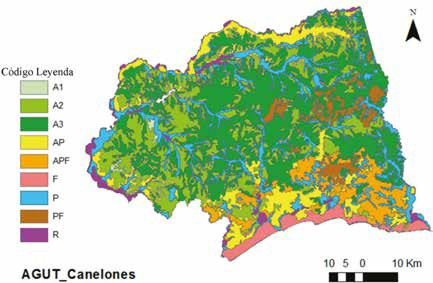 N
Código Leyenda
A1
A2
A3
AP
APF
F
P
PF
R
AGUT_Canelones
10 5 0 10 Km